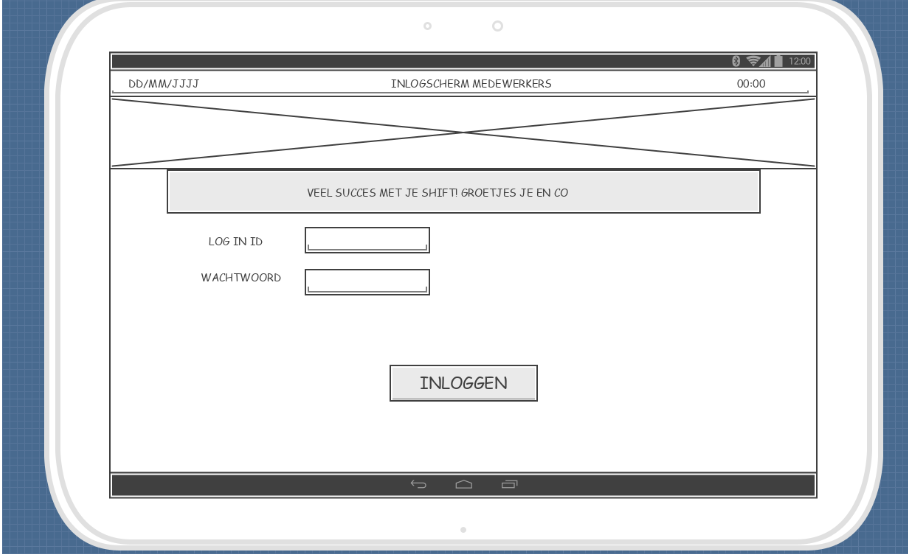 12:00
DD/MM/JJJJ INLOGSCHERM MEDEWERKERS 00:00
VEEL SUCCES MET JE SHIFT! GROETJES JE EN CO
LOG IN ID
WACHTWOORD
INLOGGEN